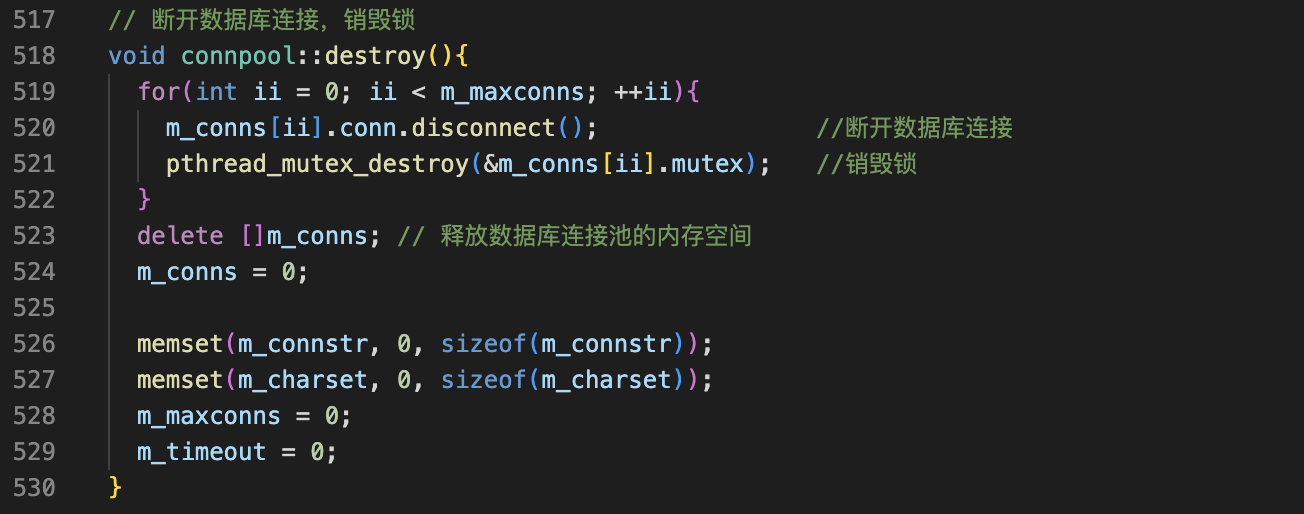 517 // 断开数据库连接，销毁锁
518 void connpool::destroy(){
519 for(int ii = 0; ii < m_maxconns; ++ii){
520 m_conns[ii].conn.disconnect(); //断开数据库连接
521 pthread_mutex_destroy(&m_conns[ii].mutex); //销毁锁
522 }
523 delete []m_conns; // 释放数据库连接池的内存空间
524 m_conns = 0;
525
526 memset(m_connstr, 0, sizeof(m_connstr));
527 memset(m_charset, 0, sizeof(m_charset));
528 m_maxconns = 0;
529 m_timeout = 0;
530 }